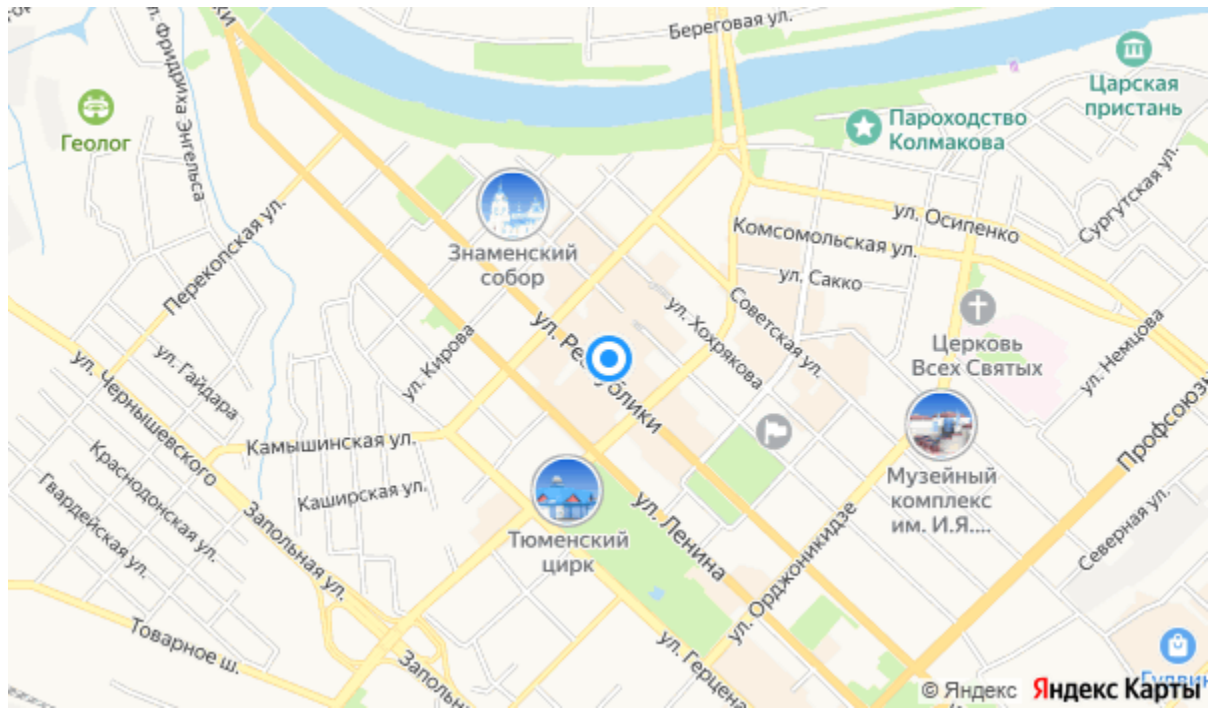 Береговая ул.
ул. Фридриха Энгельса
Геолог
Царская
пристань
Пароходство
Колмакова
Сургутская ул.
ул. Осипенко
Комсомольская ул.
ул. Сакко
Перекопская ул.
Знаменский
собор
Советская ул.
ул. Хохрякова
ул. Республики
Церковь
Всех Святых
ул. Немцова
ул. Кирова
ул. Гайдара
ул. Чернышевского
Камышинская ул.
Краснодонская ул.
Каширская ул.
Гвардейская ул.
Запольная ул.
Тюменский
цирк
ул. Ленина
Музейный
комплекс
им. И.Я....
ул. Орджоникидзе
Профсоюзн
Северная ул.
Товарное ш.
Запольн
ул. Герцена
Гудвин
© Яндекс Яндекс Карты